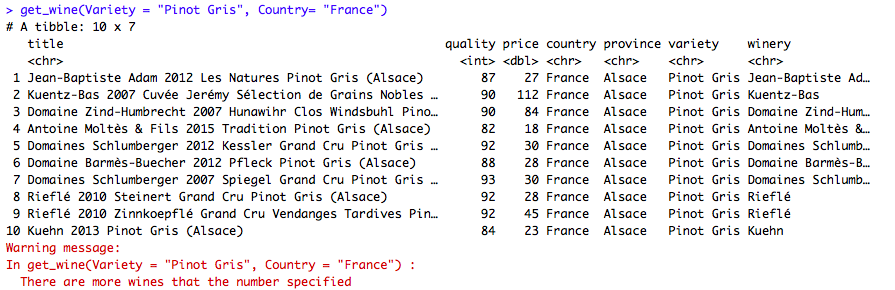 > get_wine(Variety = "Pinot Gris", Country= "France")
# A tibble: 10 x 7
title quality price country province variety winery
<chr> <int> <dbl> <chr> <chr> <chr> <chr>
1 Jean-Baptiste Adam 2012 Les Natures Pinot Gris (Alsace) 87 27 France Alsace Pinot Gris Jean-Baptiste Ad…
2 Kuentz-Bas 2007 Cuvée Jerémy Sélection de Grains Nobles … 90 112 France Alsace Pinot Gris Kuentz-Bas
3 Domaine Zind-Humbrecht 2007 Hunawihr Clos Windsbuhl Pino… 90 84 France Alsace Pinot Gris Domaine Zind-Hum…
4 Antoine Moltès & Fils 2015 Tradition Pinot Gris (Alsace) 82 18 France Alsace Pinot Gris Antoine Moltès &…
5 Domaines Schlumberger 2012 Kessler Grand Cru Pinot Gris … 92 30 France Alsace Pinot Gris Domaines Schlumb…
6 Domaine Barmès-Buecher 2012 Pfleck Pinot Gris (Alsace) 88 28 France Alsace Pinot Gris Domaine Barmès-B…
7 Domaines Schlumberger 2007 Spiegel Grand Cru Pinot Gris … 93 30 France Alsace Pinot Gris Domaines Schlumb…
8 Rieflé 2010 Steinert Grand Cru Pinot Gris (Alsace) 92 28 France Alsace Pinot Gris Rieflé
9 Rieflé 2010 Zinnkoepflé Grand Cru Vendanges Tardives Pin… 92 45 France Alsace Pinot Gris Rieflé
10 Kuehn 2013 Pinot Gris (Alsace) 84 23 France Alsace Pinot Gris Kuehn
Warning message:
In get_wine(Variety = "Pinot Gris", Country = "France") :
There are more wines that the number specified